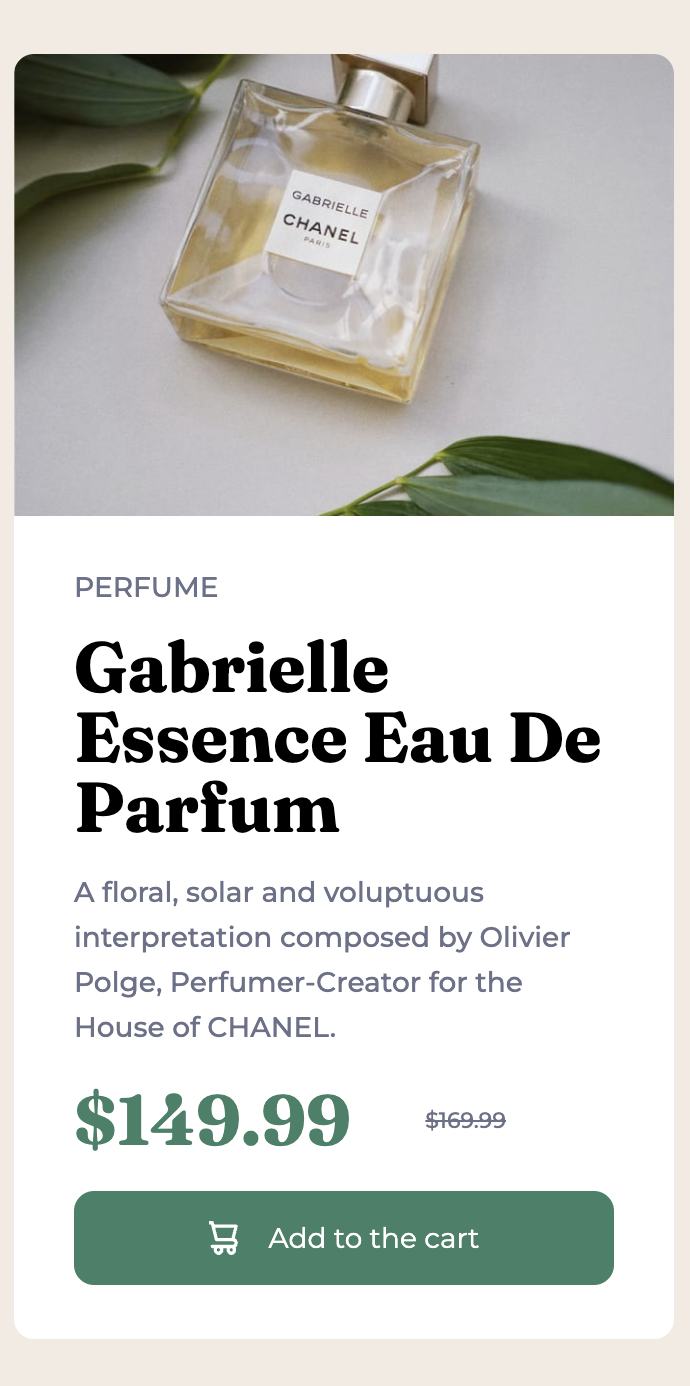 GABRIELLE
CHANEL
PARIS
PERFUME
Gabrielle
Essence Eau De
Parfum
A floral, solar and voluptuous
interpretation composed by Olivier
Polge, Perfumer-Creator for the
House of CHANEL.
$149.99 $169.99
Add to the cart